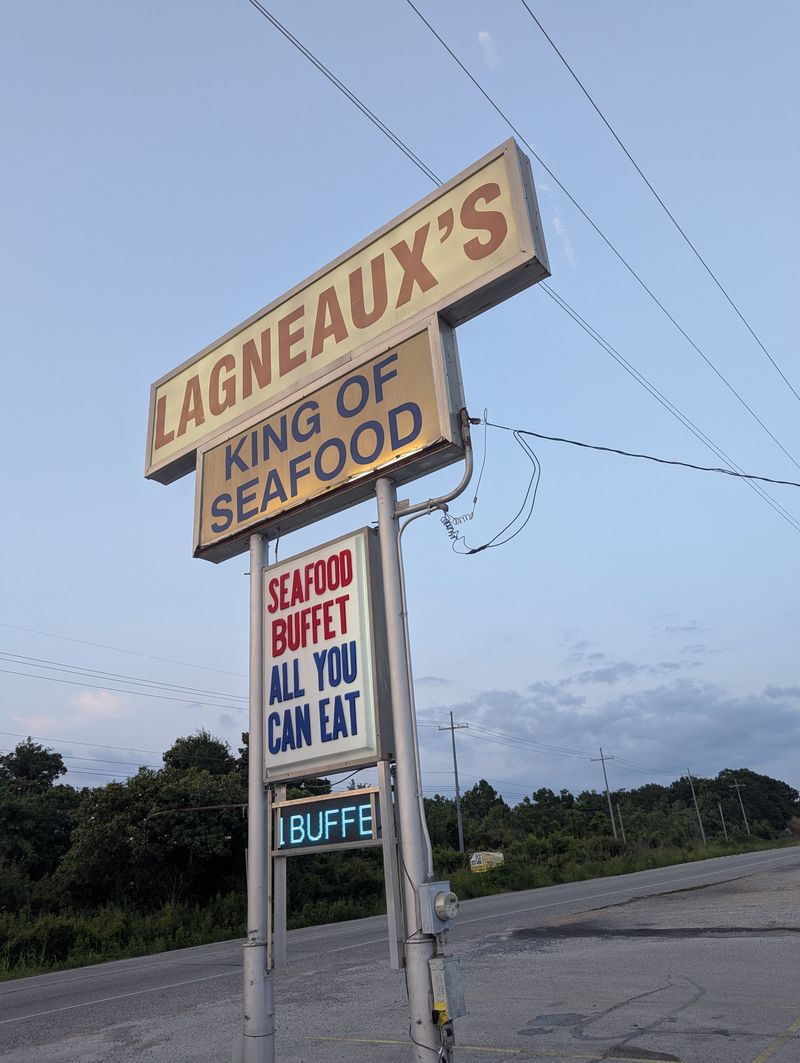 LAGNEAUX'S
KING OF
SEAFOOD
SEAFOOD
BUFFET
ALL YOU
CAN EAT
BUFFE